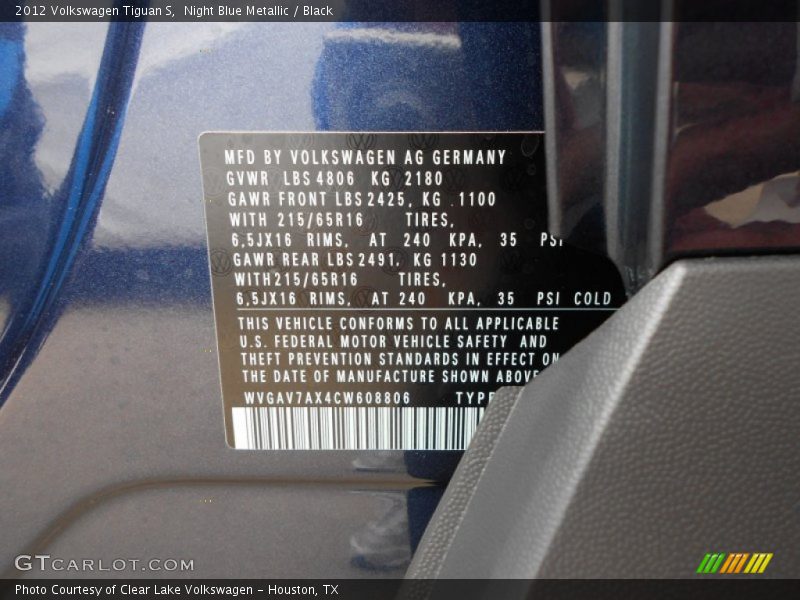 2012 Volkswagen Tiguan S,  Night Blue Metallic / Black
MFD BY VOLKSWAGEN AG GERMANY
GVWR LBS 4806 KG 2180
GAWR FRONT LBS 2425, KG 1100
WITH 215/65R16 TIRES,
6,5JX16 RIMS, AT 240 KPA, 35 PSI
GAWR REAR LBS 2491, KG 1130
WITH 215/65R16 TIRES,
6,5JX16 RIMS, AT 240 KPA, 35 PSI COLD
THIS VEHICLE CONFORMS TO ALL APPLICABLE
U.S. FEDERAL MOTOR VEHICLE SAFETY AND
THEFT PREVENTION STANDARDS IN EFFECT ON
THE DATE OF MANUFACTURE SHOWN ABOVE
WVGAV7AX4CW608806 TYPE
GTCARLOT.COM
Photo Courtesy of Clear Lake Volkswagen – Houston, TX